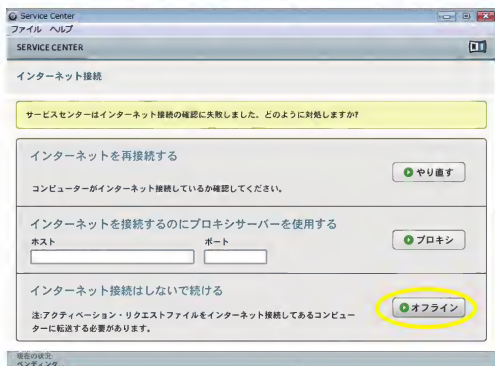 Service Center
ファイル ヘルプ
SERVICE CENTER
インターネット接続
サービスセンターはインターネット接続の確認に失敗しました。どのように対処しますか?
インターネットを再接続する
やり直す
コンピューターがインターネット接続しているか確認してください。
インターネットを接続するのにプロキシサーバーを使用する
ホスト
ポート
プロキシ
インターネット接続はしないで続ける
オフライン
注:アクティベーション・リクエストファイルをインターネット接続してあるコンピュー
ターに転送する必要があります。
現在の状況:
ペンディング